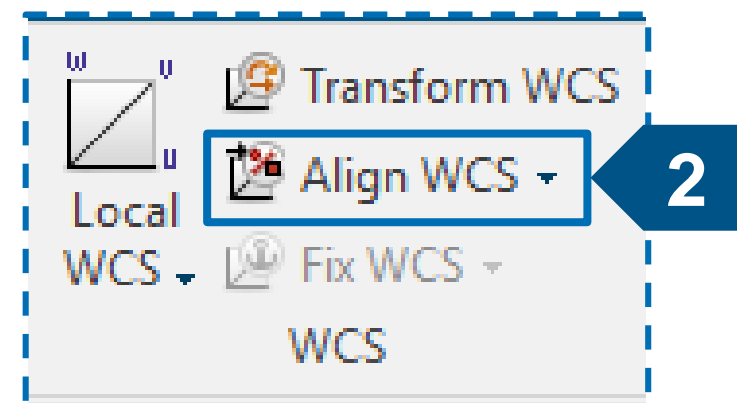 W
V
U
Local
WCS
Transform WCS
Align WCS
Fix WCS
WCS
2